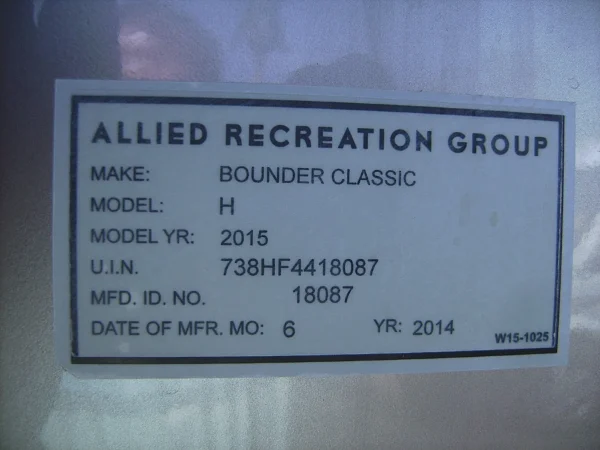 ALLIED RECREATION GROUP
MAKE: BOUNDER CLASSIC
MODEL: H
MODEL YR: 2015
U.I.N. 738HF4418087
MFD. ID. NO. 18087
DATE OF MFR. MO: 6 YR: 2014
W15-1025